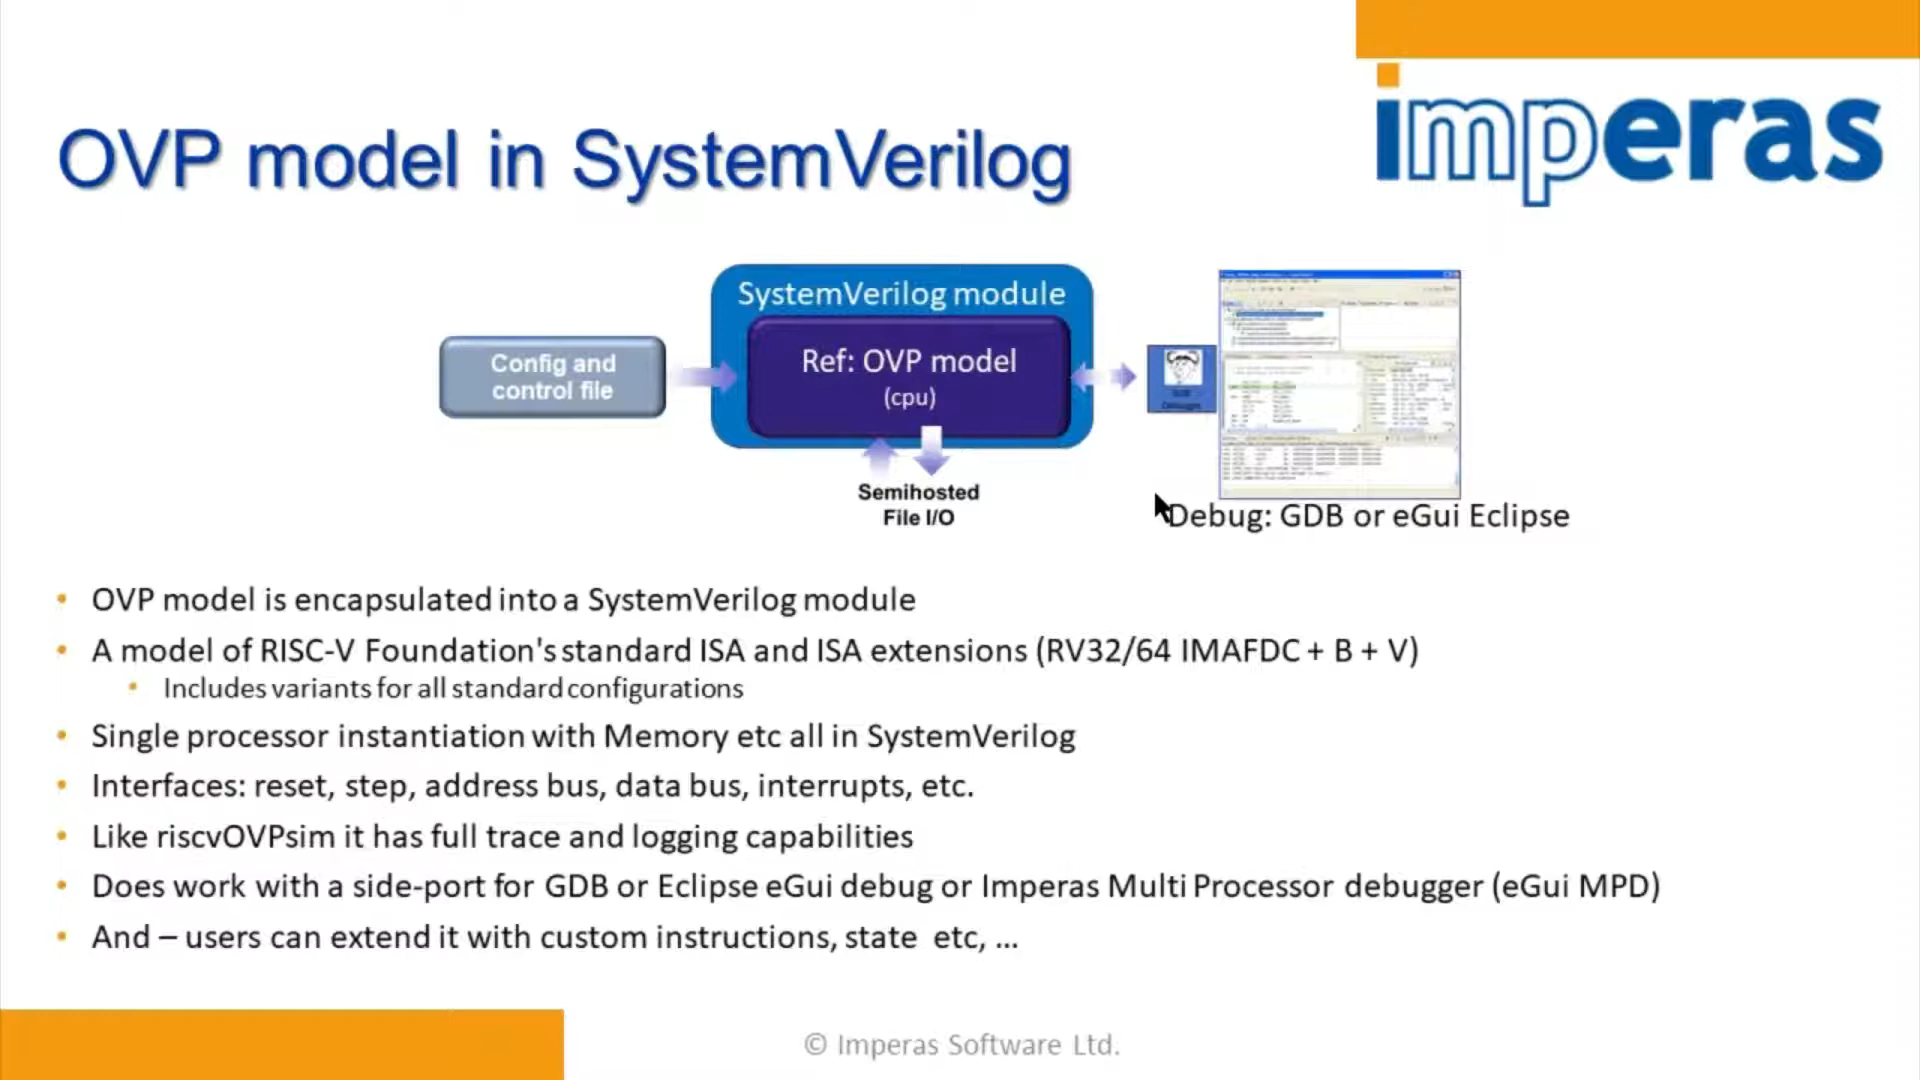 imperas
OVP model in SystemVerilog
SystemVerilog module
Config and
control file
Ref: OVP model
(cpu)
Semihosted
File I/O
Debug: GDB or eGui Eclipse
• OVP model is encapsulated into a SystemVerilog module
• A model of RISC-V Foundation's standard ISA and ISA extensions (RV32/64 IMAFDC + B + V)
• Includes variants for all standard configurations
• Single processor instantiation with Memory etc all in SystemVerilog
• Interfaces: reset, step, address bus, data bus, interrupts, etc.
• Like riscvOVPsim it has full trace and logging capabilities
• Does work with a side-port for GDB or Eclipse eGui debug or Imperas Multi Processor debugger (eGui MPD)
• And – users can extend it with custom instructions, state etc, ...
© Imperas Software Ltd.